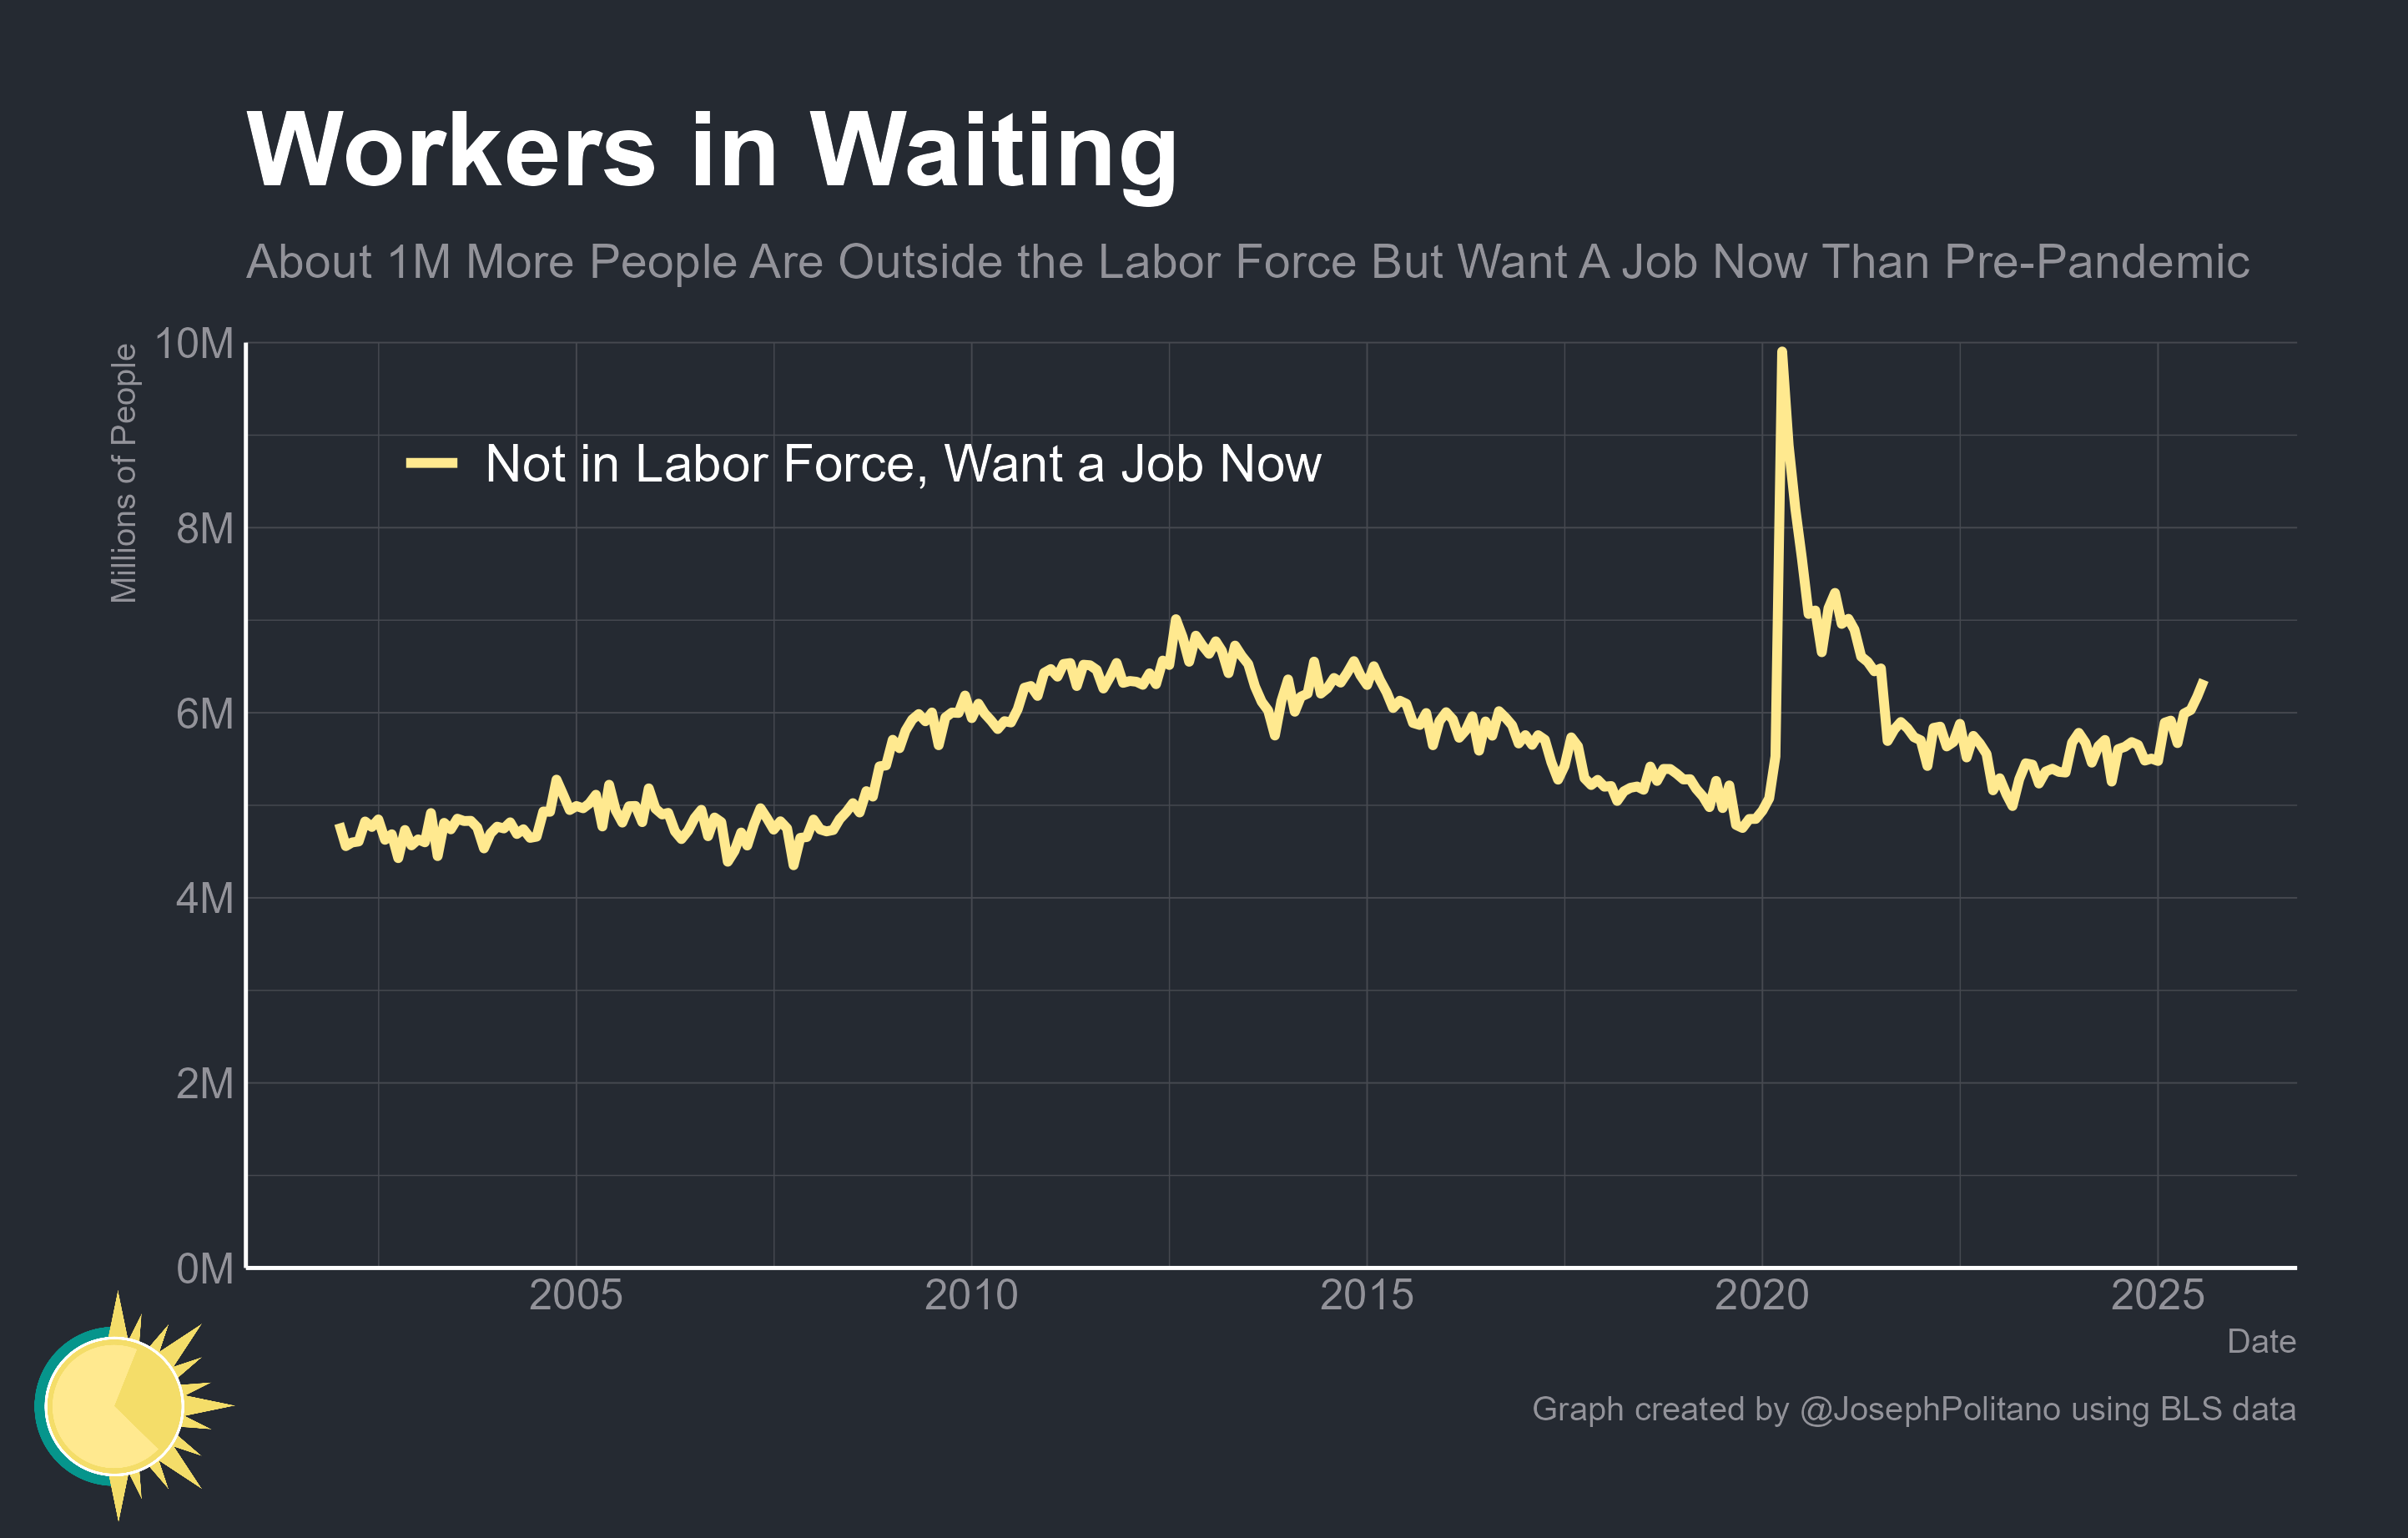 Workers in Waiting
About 1M More People Are Outside the Labor Force But Want A Job Now Than Pre-Pandemic
Millions of People
10M
8M
6M
4M
2M
0M
Not in Labor Force, Want a Job Now
2005
2010
2015
2020
2025
Date
Graph created by @JosephPolitano using BLS data